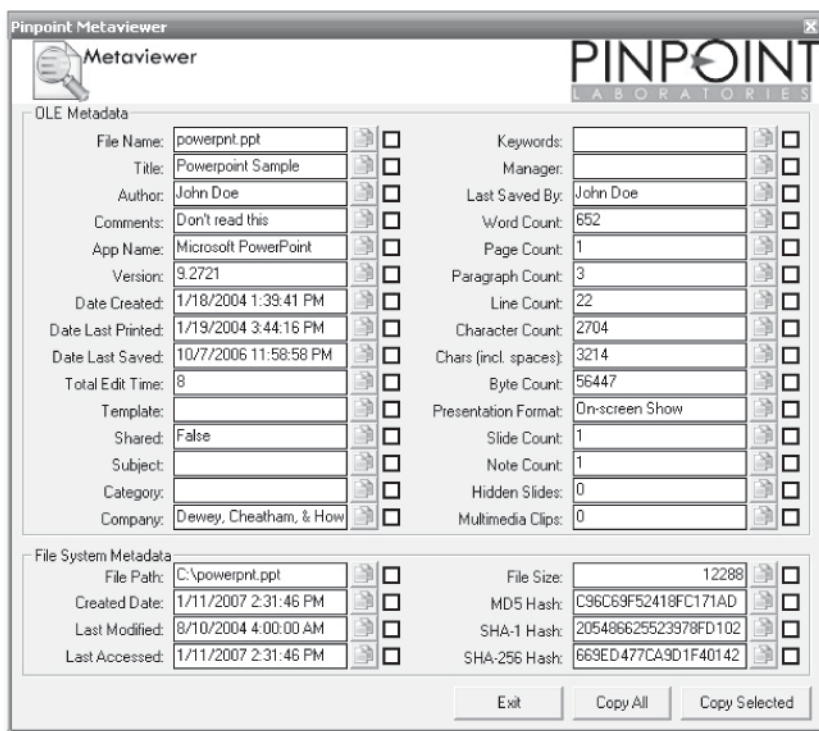 Pinpoint Metaviewer
Metaviewer
PINPOINT
LABORATORIES
OLE Metadata
File Name: powerpnt.ppt
Title: Powerpoint Sample
Author: John Doe
Comments: Don't read this
App Name: Microsoft PowerPoint
Version: 9.2721
Date Created: 1/18/2004 1:39:41 PM
Date Last Printed: 1/19/2004 3:44:16 PM
Date Last Saved: 10/7/2006 11:58:58 PM
Total Edit Time: 8
Template:
Shared: False
Subject:
Category:
Company: Dewey, Cheatham, & How
Keywords:
Manager:
Last Saved By: John Doe
Word Count: 652
Page Count: 1
Paragraph Count: 3
Line Count: 22
Character Count: 2704
Chars (incl. spaces): 3214
Byte Count: 56447
Presentation Format: On-screen Show
Slide Count: 1
Note Count: 1
Hidden Slides: 0
Multimedia Clips: 0
File System Metadata
File Path: C:\powerpnt.ppt
Created Date: 1/11/2007 2:31:46 PM
Last Modified: 8/10/2004 4:00:00 AM
Last Accessed: 1/11/2007 2:31:46 PM
File Size: 12288
MD5 Hash: C96C69F52418FC171AD
SHA-1 Hash: 205486625523978FD102
SHA-256 Hash: 669ED477CA9D1F40142
Exit
Copy All
Copy Selected